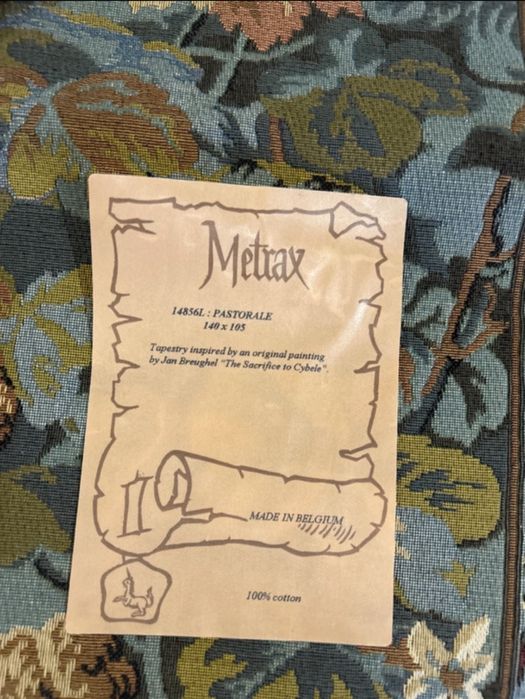 Metrax
14856L : PASTORALE
140 x 105
Tapestry inspired by an original painting
by Jan Breughel "The Sacrifice to Cybele".
MADE IN BELGIUM
100% cotton